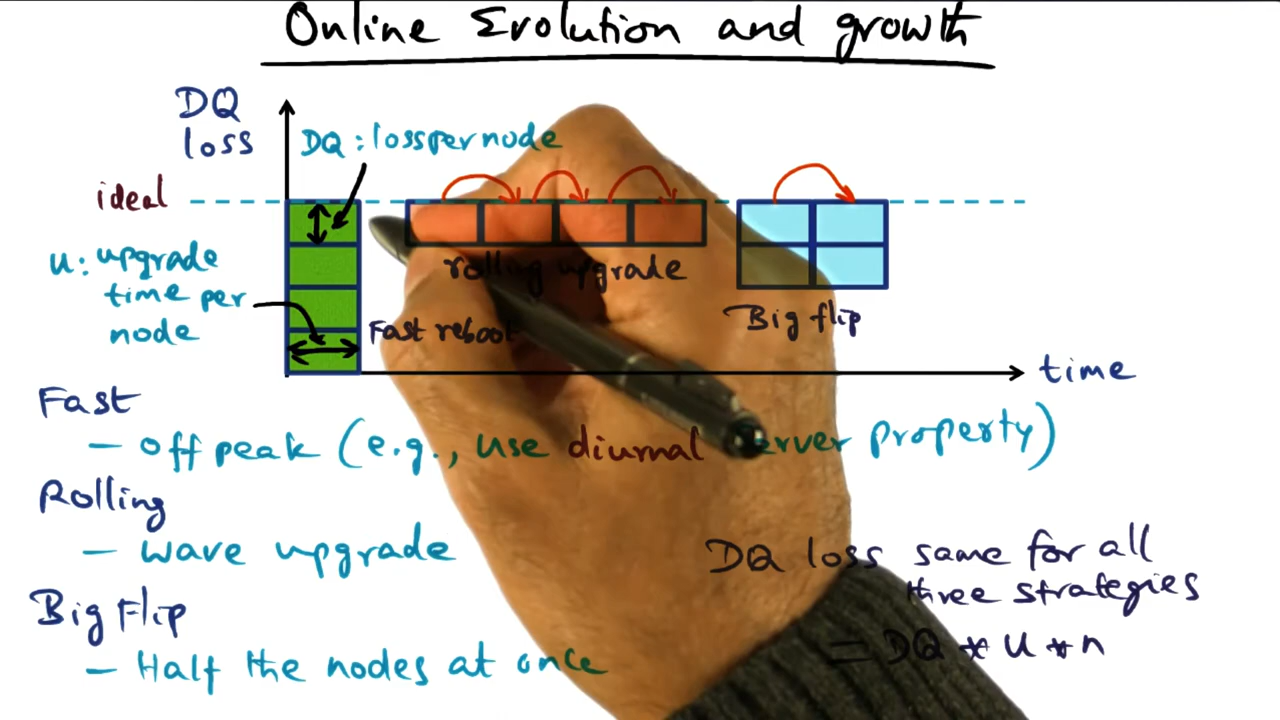 Online Evolution and growth
DQ
loss
DQ : loss per node
ideal
u: upgrade
time per
node
rolling upgrade
Fast reboot
Big flip
time
Fast
- off peak (e.g., use diurnal server property)
Rolling
- wave upgrade
Big Flip
- Half the nodes at once
DQ loss same for all
three strategies
= DQ * u * n